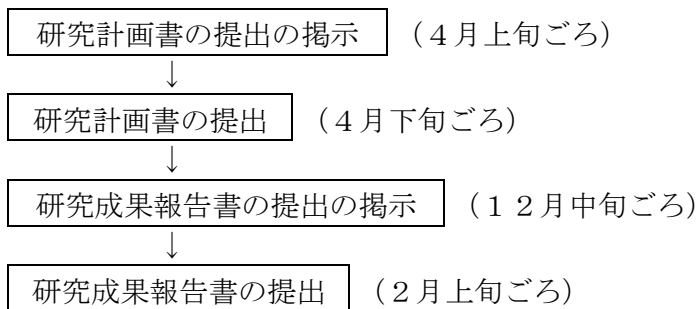 研究計画書の提出の掲示 （４月上旬ごろ）
↓
研究計画書の提出 （４月下旬ごろ）
↓
研究成果報告書の提出の掲示 （１２月中旬ごろ）
↓
研究成果報告書の提出 （２月上旬ごろ）